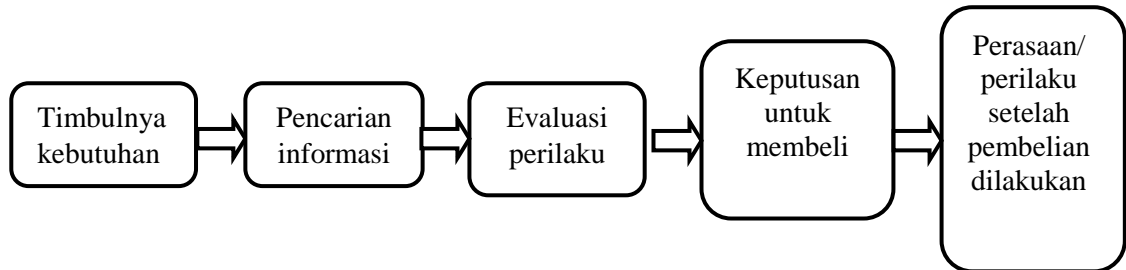 Timbulnya
kebutuhan
Pencarian
informasi
Evaluasi
perilaku
Keputusan
untuk
membeli
Perasaan/
perilaku
setelah
pembelian
dilakukan